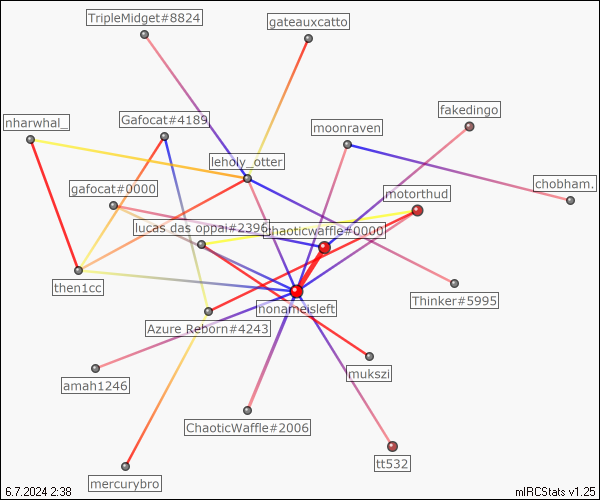 TripleMidget#8824
gateauxcatto
fakedingo
nharwhal_
Gafocat#4189
moonraven
leholy_otter
gafocat#0000
motorthud
chobham.
lucas das oppai#2396
chaoticwaffle#0000
then1cc
Thinker#5995
nonameisleft
Azure Reborn#4243
mukszi
amah1246
ChaoticWaffle#2006
tt532
mercurybro
6.7.2024 2:38
mIRCStats v1.25